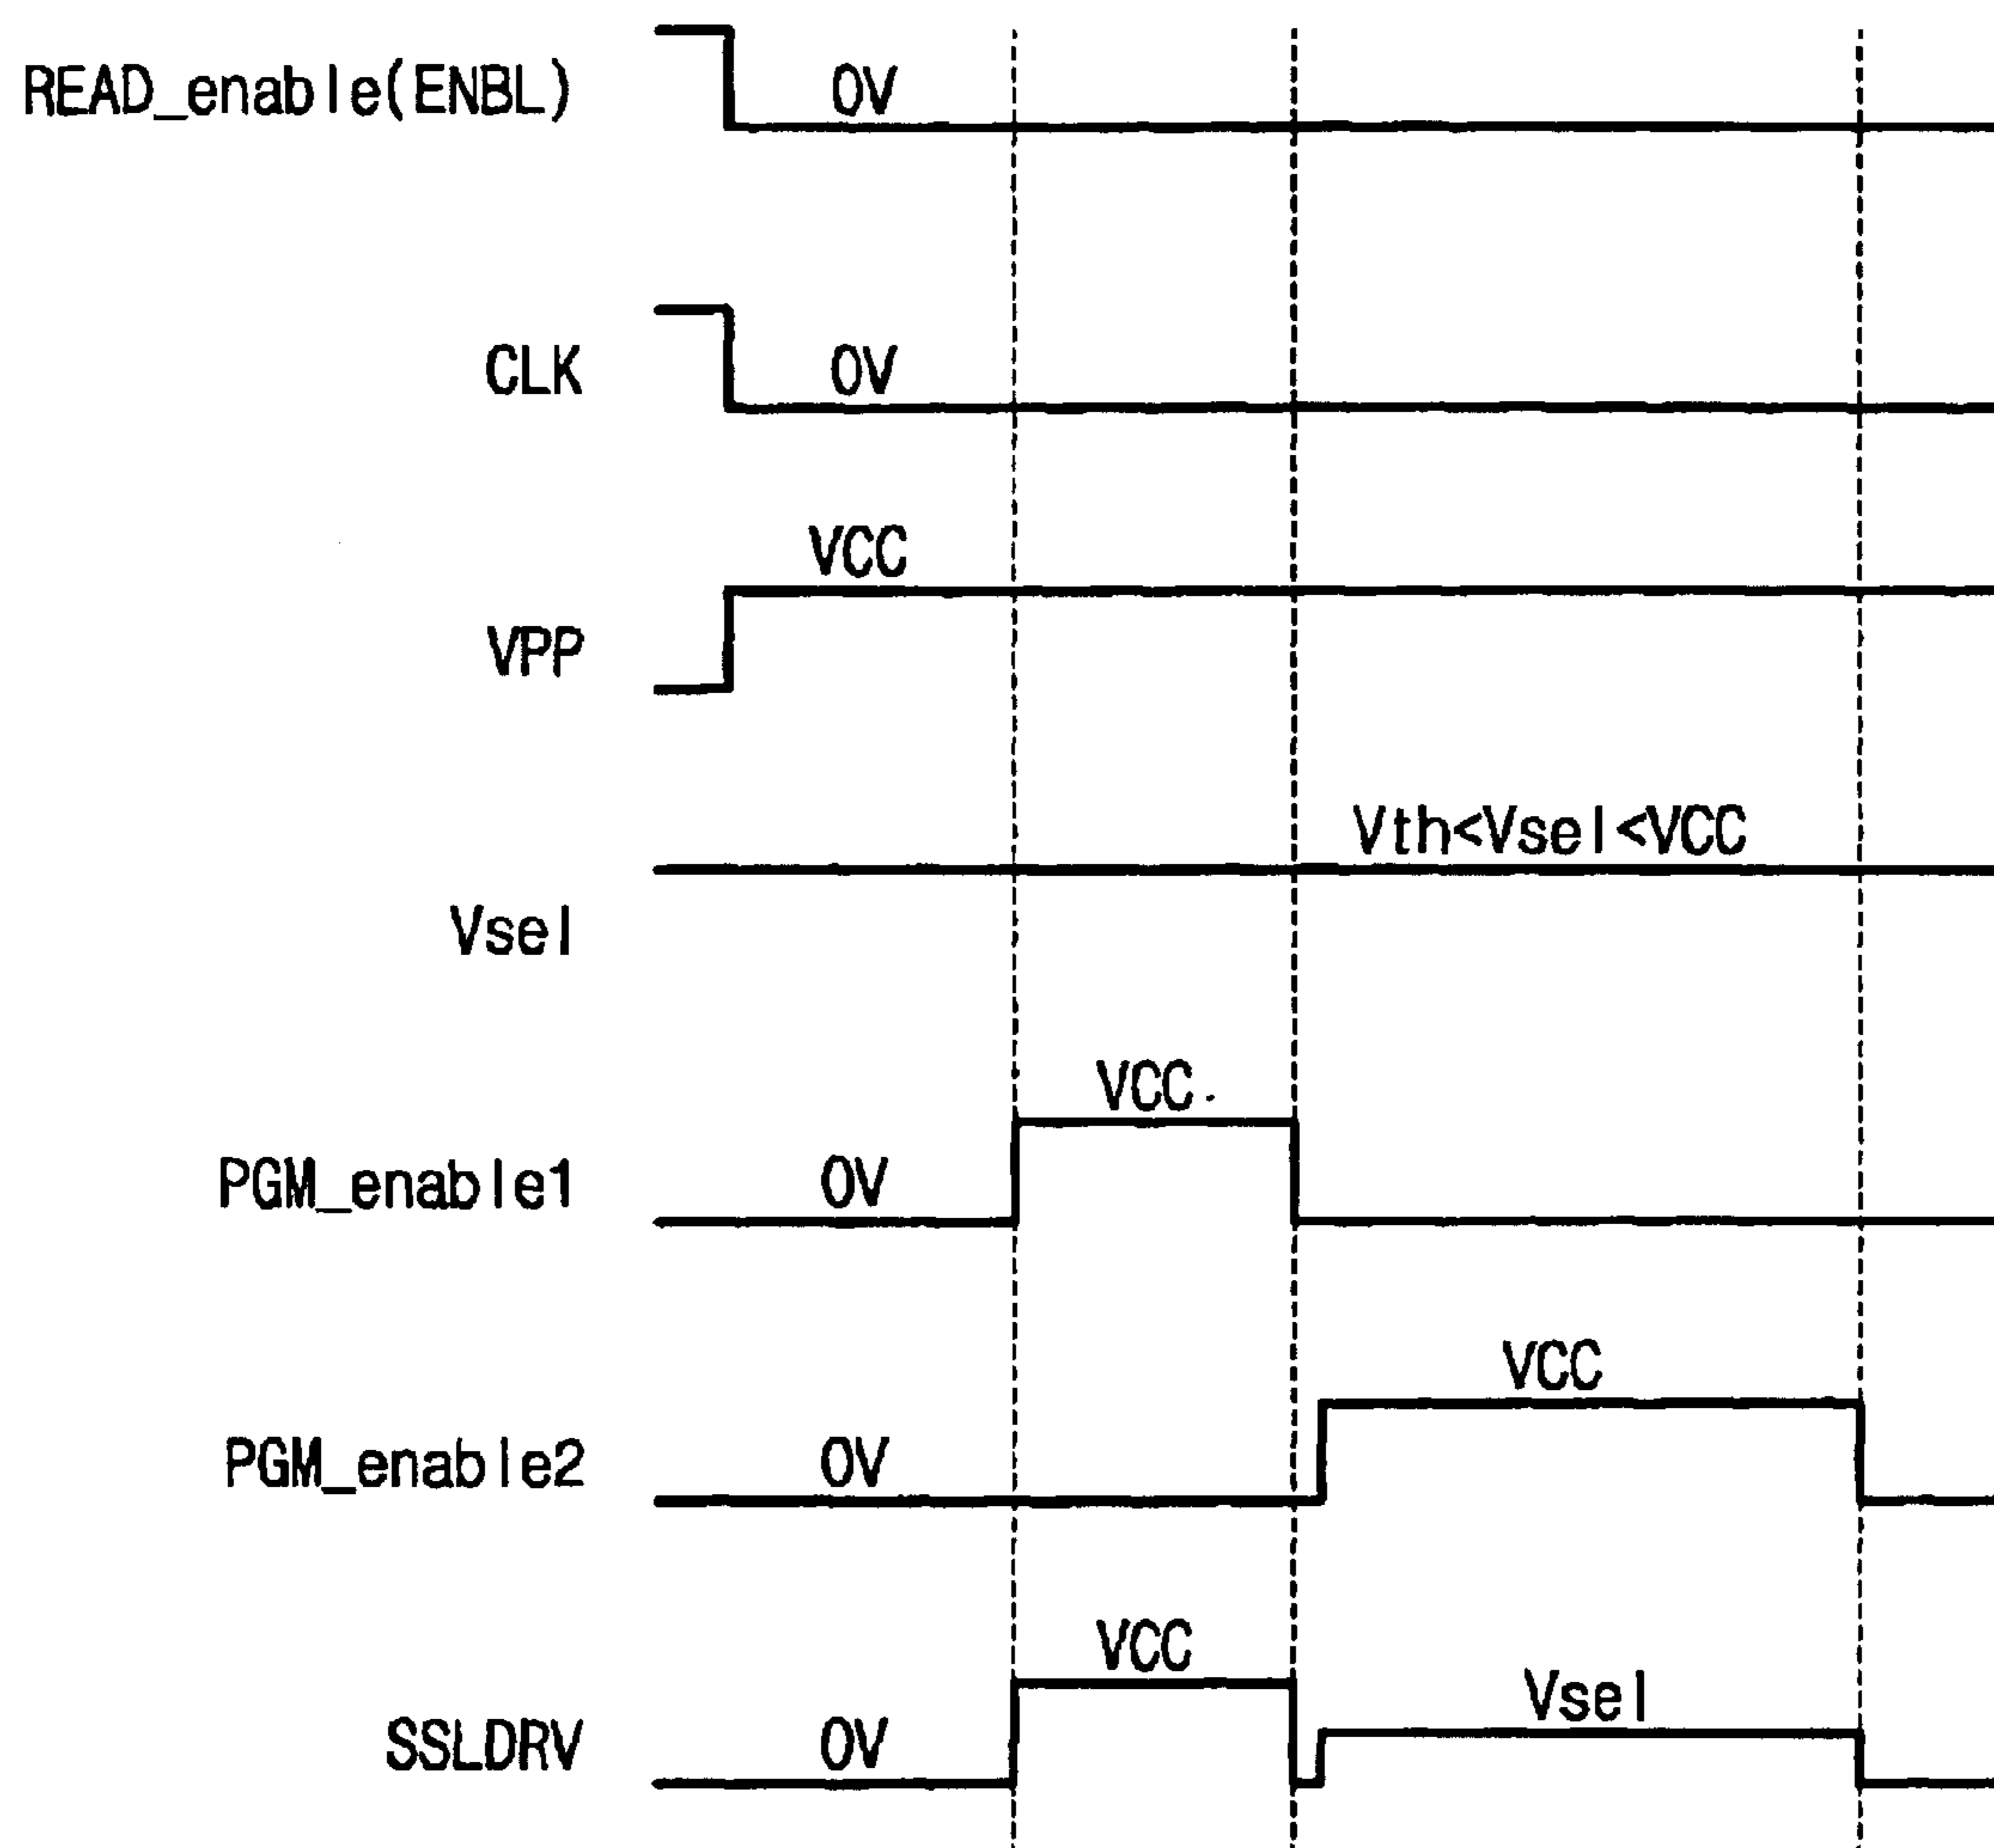 READ_enable(ENBL)
0V
CLK
0V
VCC
VPP
Vth<Vsel<VCC
Vsel
VCC
PGM_enable1
0V
VCC
PGM_enable2
0V
VCC
Vsel
SSLDRV
0V